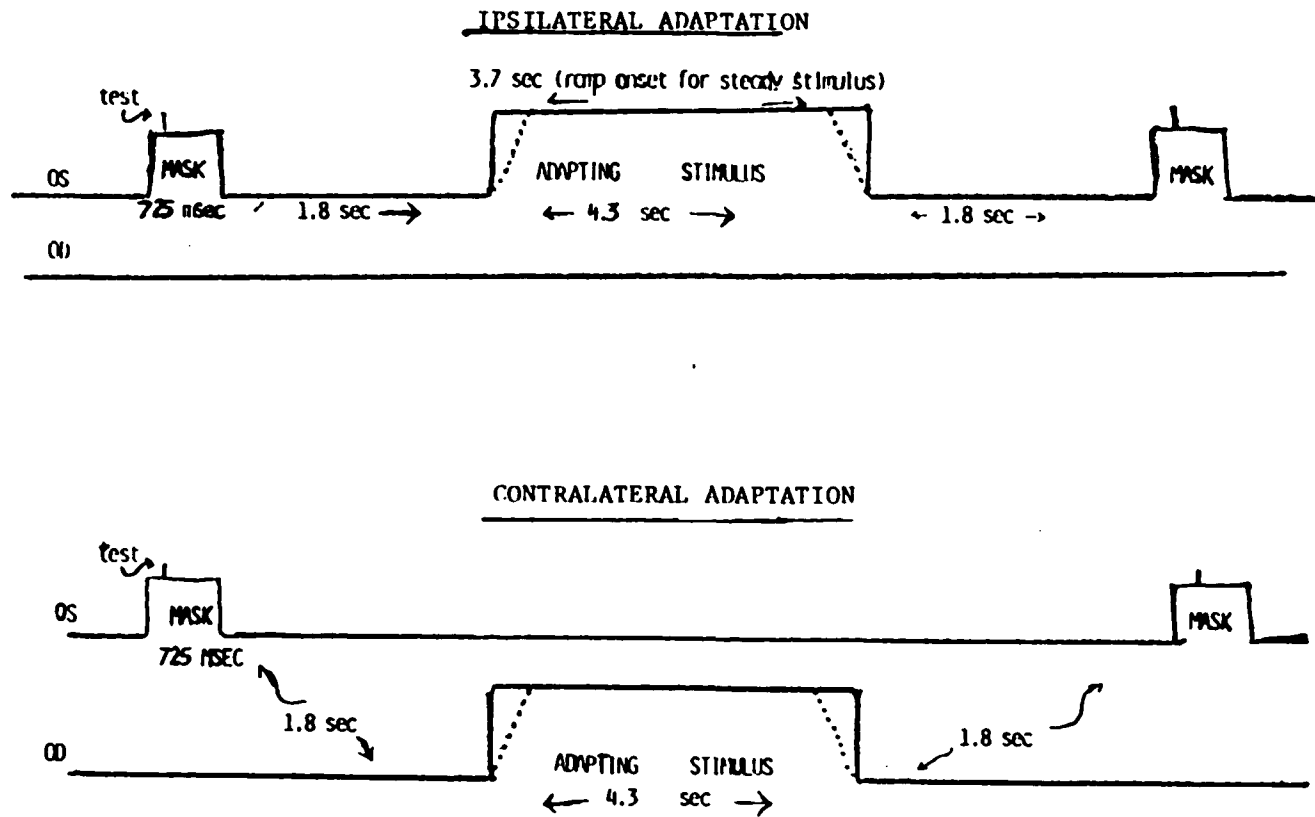 IPSILATERAL ADAPTATION
3.7 sec (ramp onset for steady stimulus)
test
OS
MASK
725 msec
1.8 sec
ADAPTING STIMULUS
4.3 sec
1.8 sec
MASK
OD
CONTRALATERAL ADAPTATION
test
OS
MASK
725 MSEC
MASK
1.8 sec
1.8 sec
OD
ADAPTING STIMULUS
4.3 sec